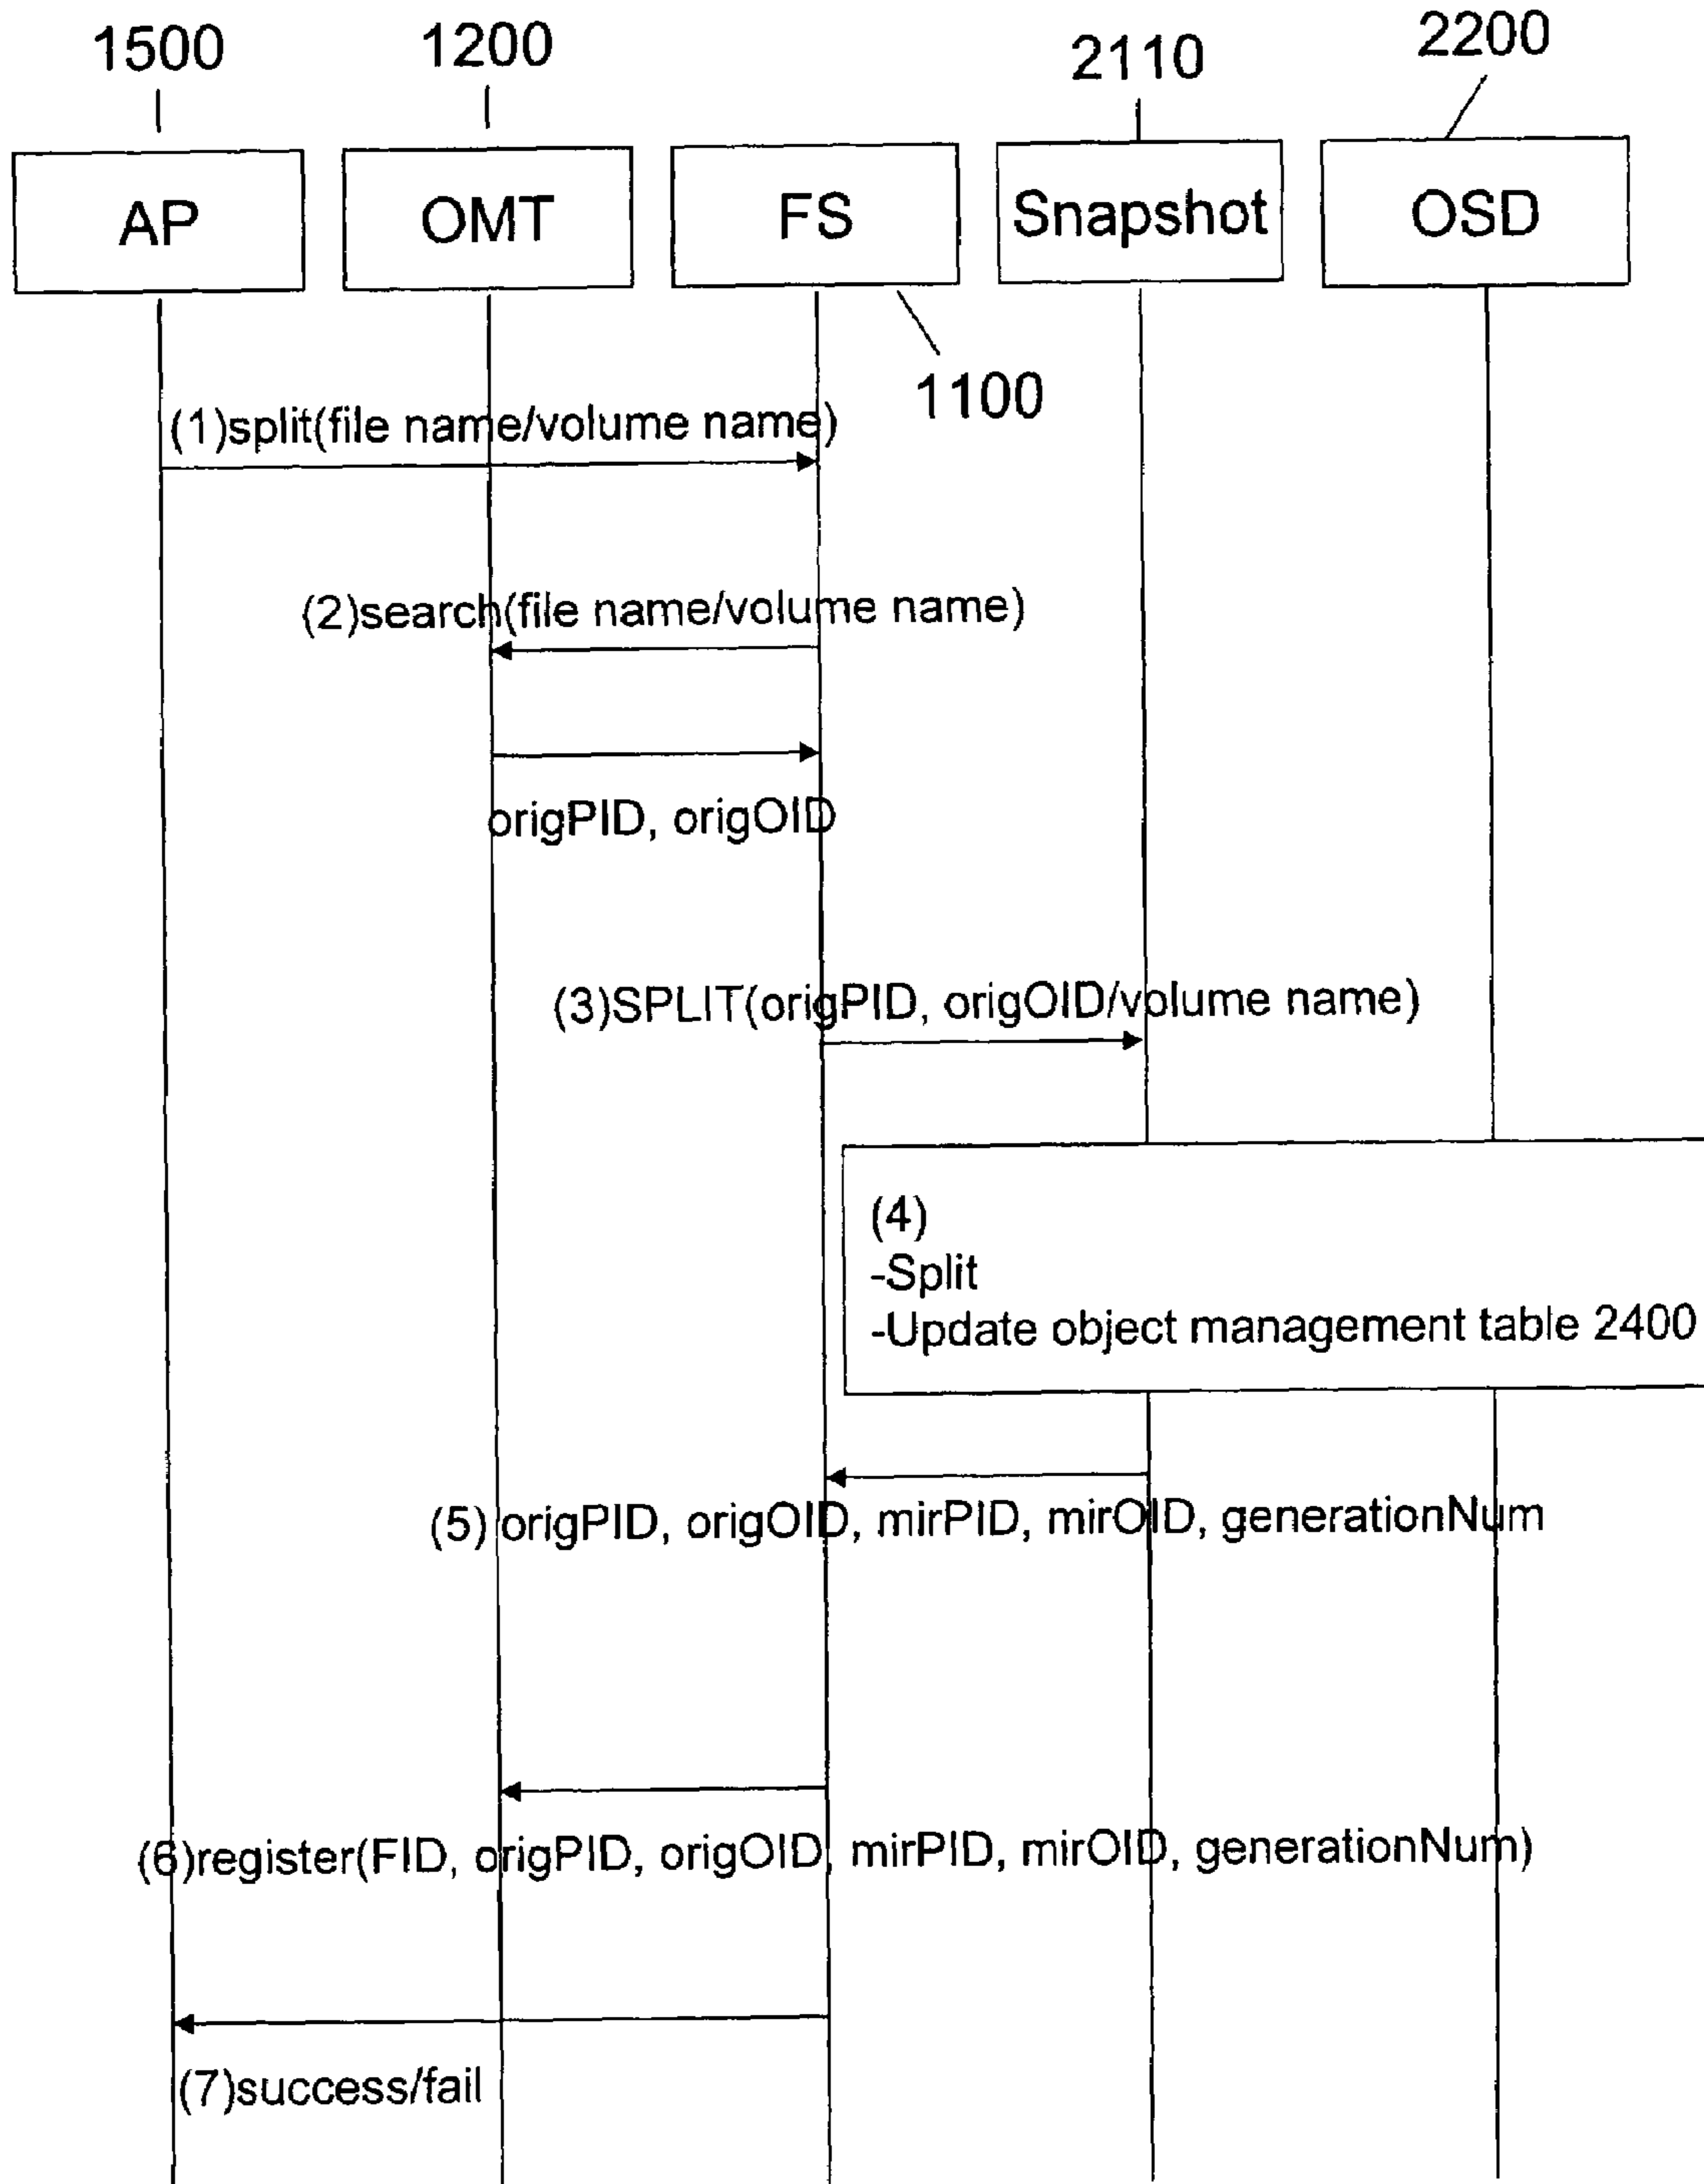 1500
1200
2110
2200
AP
OMT
FS
Snapshot
OSD
1100
(1)split(file name/volume name)
(2)search(file name/volume name)
origPID, origOID
(3)SPLIT(origPID, origOID/volume name)
(4)
-Split
-Update object management table 2400
(5) origPID, origOID, mirPID, mirOID, generationNum
(6)register(FID, origPID, origOID, mirPID, mirOID, generationNum)
(7)success/fail